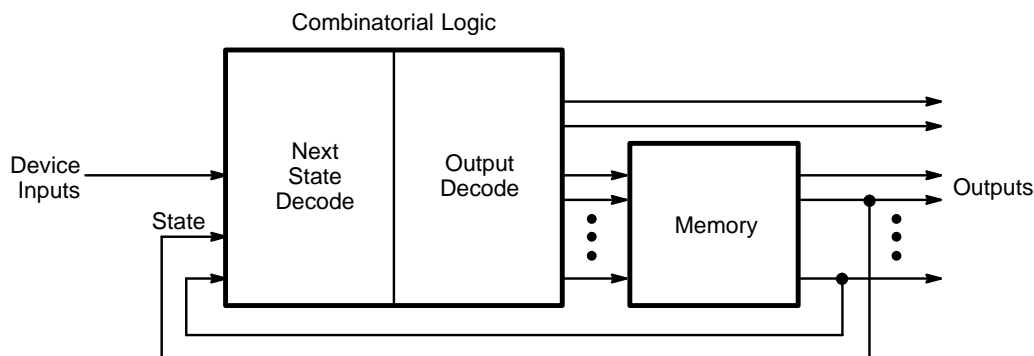 Combinatorial Logic
Device
Inputs
State
Next
State
Decode
Output
Decode
Memory
Outputs